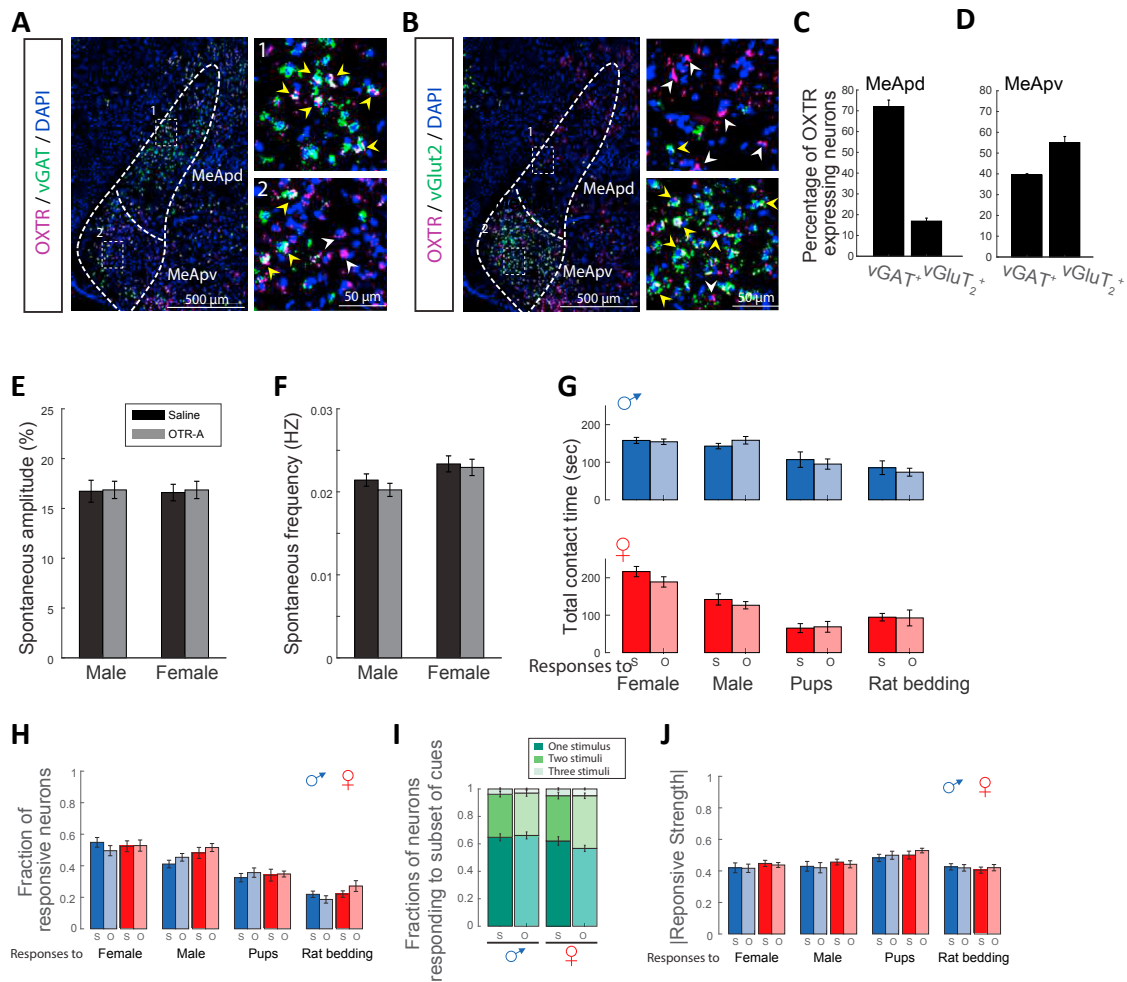 A
OXTR / vGAT / DAPI
1
2
MeApd
MeApv
500 µm
1
2
50 µm
B
OXTR / vGlut2 / DAPI
1
2
MeApd
MeApv
500 µm
50 µm
C
MeApd
Percentage of OXTR
expressing neurons
80
70
60
50
40
30
20
10
0
vGAT+
vGluT2+
D
MeApv
80
70
60
50
40
30
20
10
0
vGAT+
vGluT2+
E
Spontaneous amplitude (%)
25
20
15
10
5
0
Saline
OTR-A
Male
Female
F
Spontaneous frequency (HZ)
0.03
0.02
0.01
0
Male
Female
G
Total contact time (sec)
200
100
0
200
100
0
S O S O S O S O
Responses to
Female Male Pups Rat bedding
H
Fraction of
responsive neurons
1
0.8
0.6
0.4
0.2
0
S O S O S O S O S O S O S O S O
Responses to Female Male Pups Rat bedding
I
One stimulus
Two stimuli
Three stimuli
Fractions of neurons
responding to subset of cues
1
0.8
0.6
0.4
0.2
0
S O S O
J
|Reponsive Strength|
1
0.8
0.6
0.4
0.2
0
S O S O S O S O S O S O S O S O
Responses to Female Male Pups Rat bedding